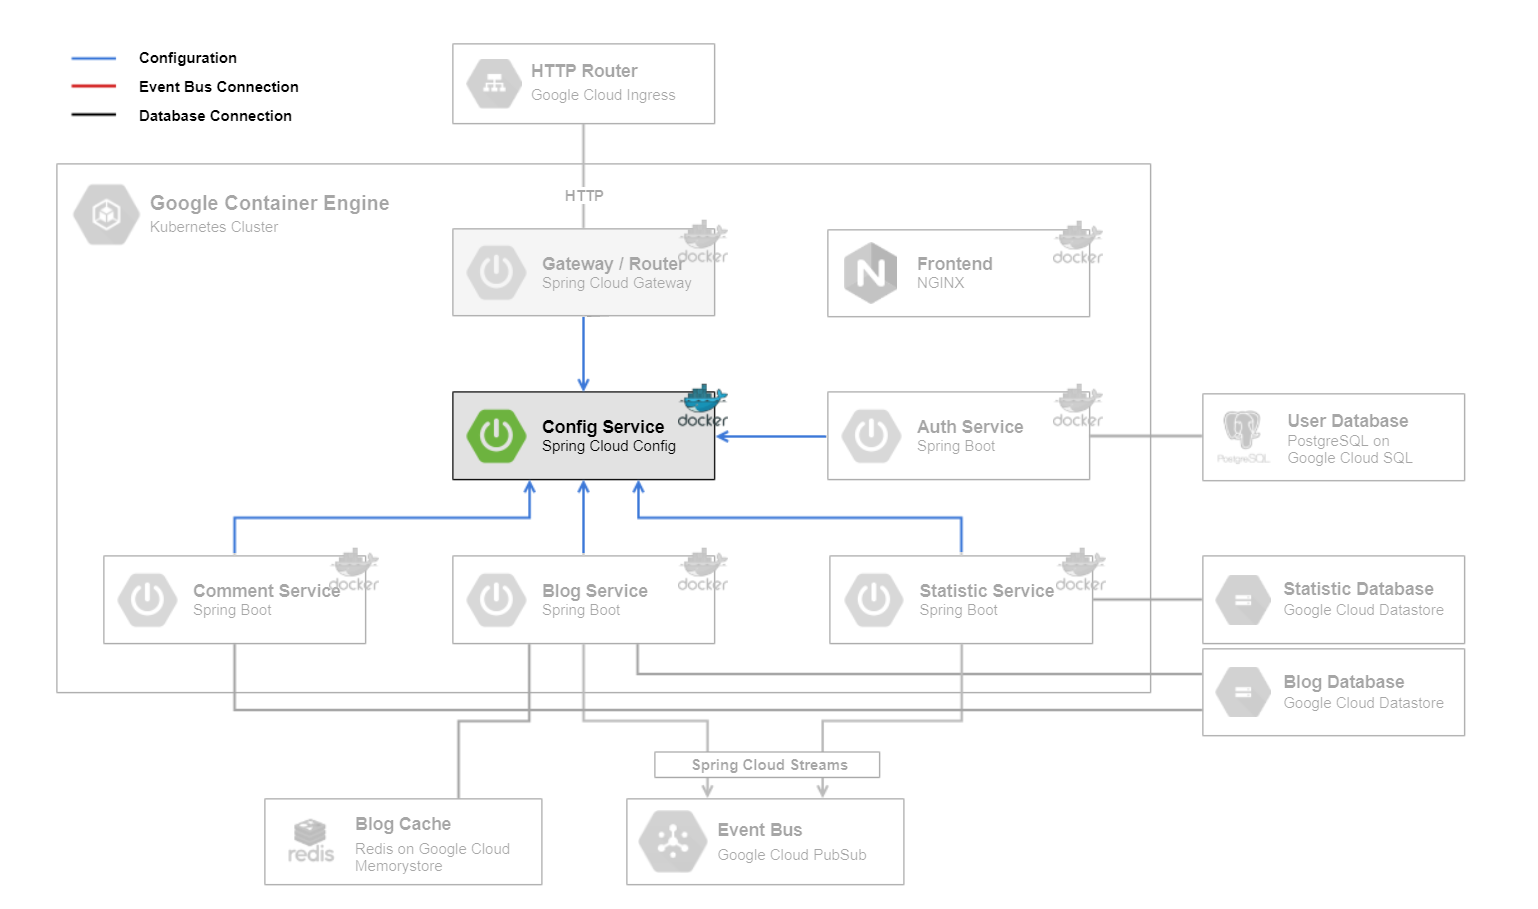 Configuration
Event Bus Connection
Database Connection
HTTP Router
Google Cloud Ingress
Google Container Engine
Kubernetes Cluster
HTTP
docker
Gateway / Router
Spring Cloud Gateway
docker
Frontend
NGINX
docker
Config Service
Spring Cloud Config
docker
Auth Service
Spring Boot
User Database
PostgreSQL on
Google Cloud SQL
PostgreSQL
docker
Comment Service
Spring Boot
docker
Blog Service
Spring Boot
docker
Statistic Service
Spring Boot
Statistic Database
Google Cloud Datastore
Blog Database
Google Cloud Datastore
Spring Cloud Streams
Blog Cache
Redis on Google Cloud
Memorystore
redis
Event Bus
Google Cloud PubSub
N